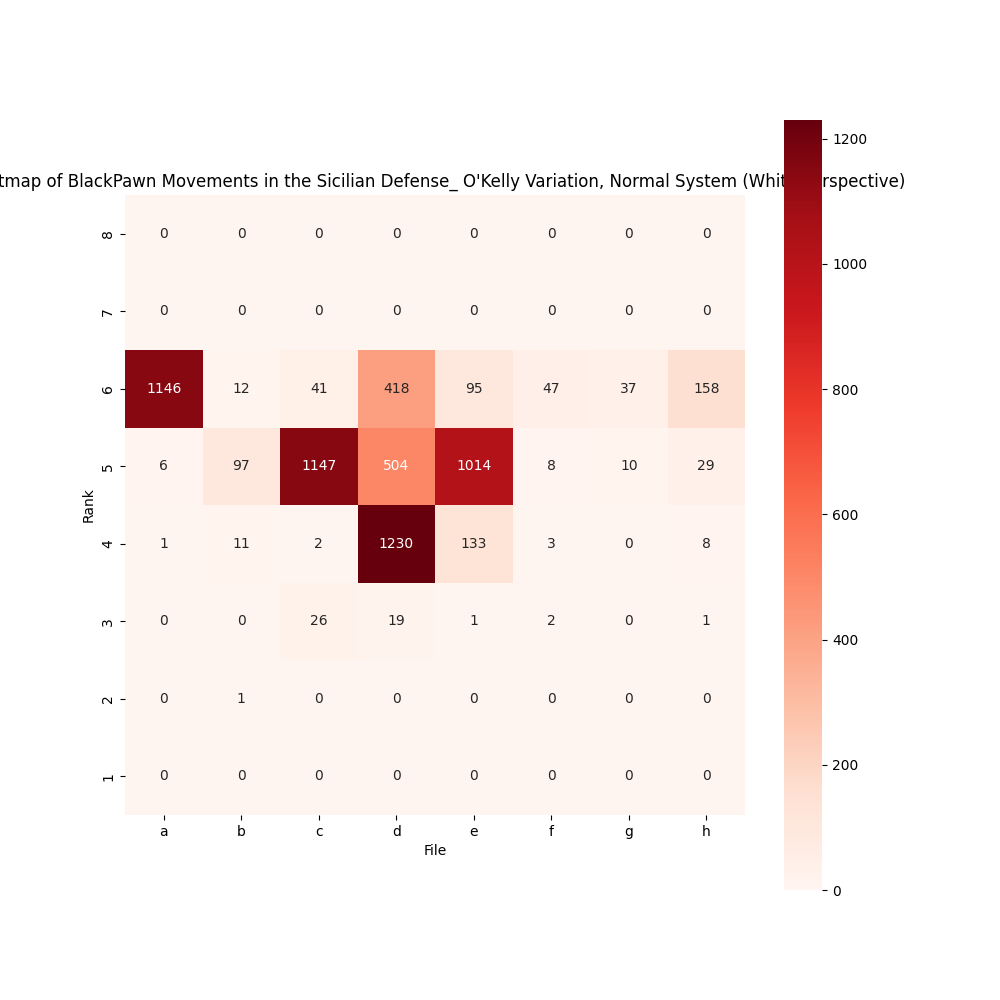 tmap of BlackPawn Movements in the Sicilian Defense_ O'Kelly Variation, Normal System (Whit rspective)
8 0 0 0 0 0 0 0 0
7 0 0 0 0 0 0 0 0
6 1146 12 41 418 95 47 37 158
5 6 97 1147 504 1014 8 10 29
Rank
4 1 11 2 1230 133 3 0 8
3 0 0 26 19 1 2 0 1
2 0 1 0 0 0 0 0 0
1 0 0 0 0 0 0 0 0
a b c d e f g h
File
1200
1000
800
600
400
200
0